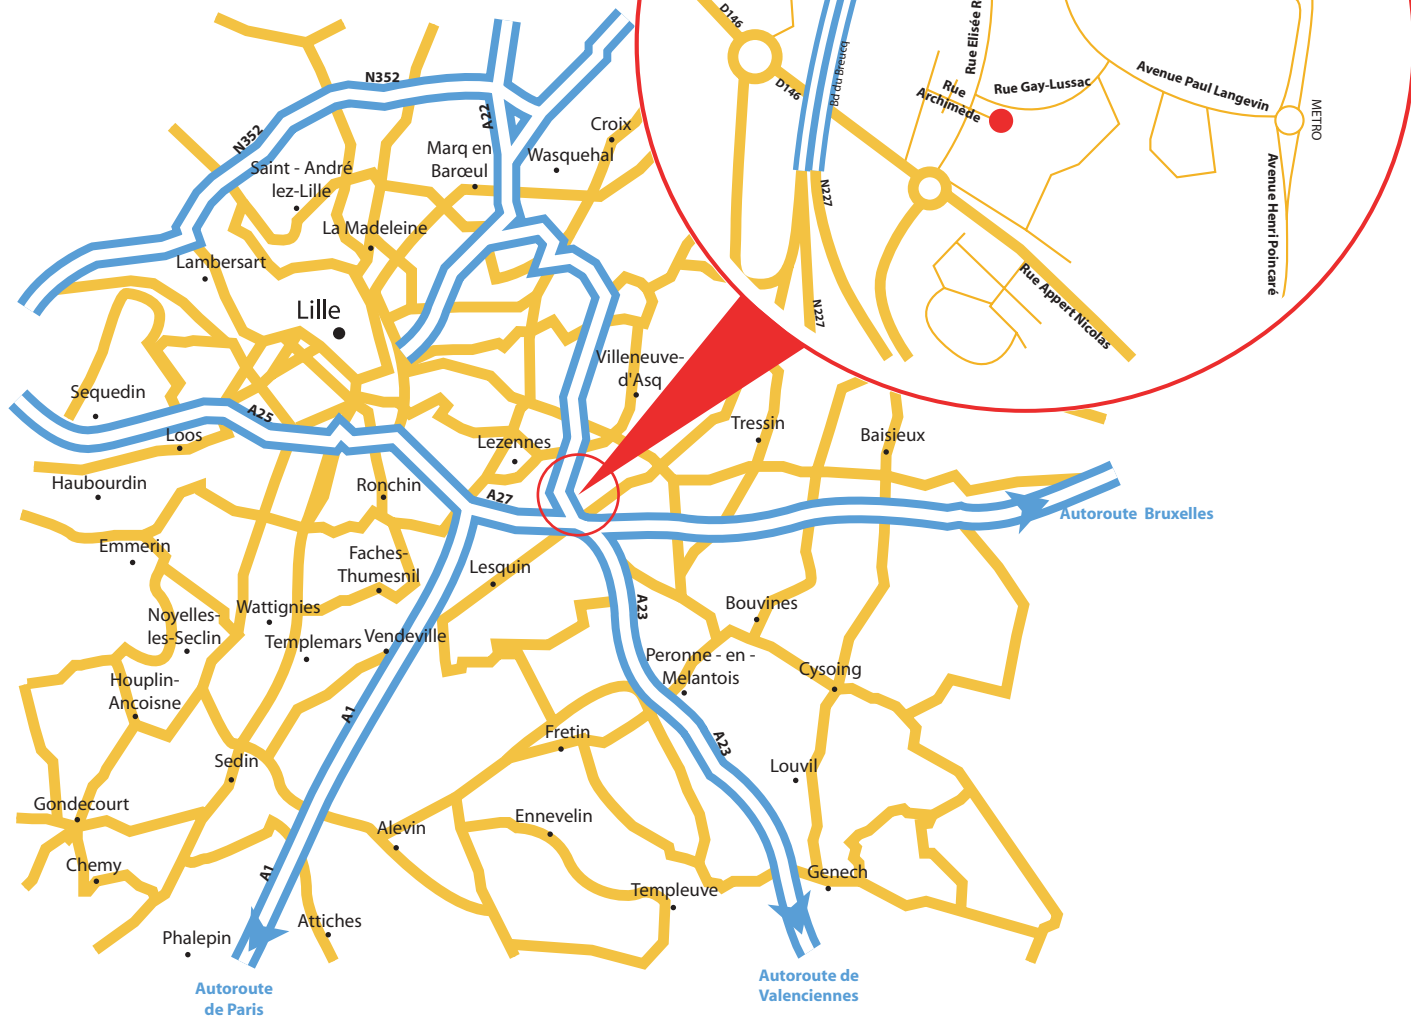 D146
D146
Bd du Breucq
Rue Elisée R
Rue
Archimède
Rue Gay-Lussac
Avenue Paul Langevin
METRO
Avenue Henri Poincaré
N227
N227
Rue Appert Nicolas
N352
N352
A22
Croix
Marq en
Barœul
Wasquehal
Saint - André
lez-Lille
La Madeleine
Lambersart
Lille
Villeneuve-
d'Asq
Sequedin
A25
Loos
Lezennes
Tressin
Baisieux
Haubourdin
Ronchin
A27
Autoroute Bruxelles
Emmerin
Faches-
Thumesnil
Lesquin
A23
Bouvines
Noyelles-
les-Seclin
Wattignies
Templemars
Vendeville
Peronne - en -
Melantois
Cysoing
Houplin-
Ancoisne
A1
Fretin
A23
Sedin
Louvil
Gondecourt
Alevin
Ennevelin
Chemy
A1
Genech
Templeuve
Attiches
Phalepin
Autoroute
de Paris
Autoroute de
Valenciennes